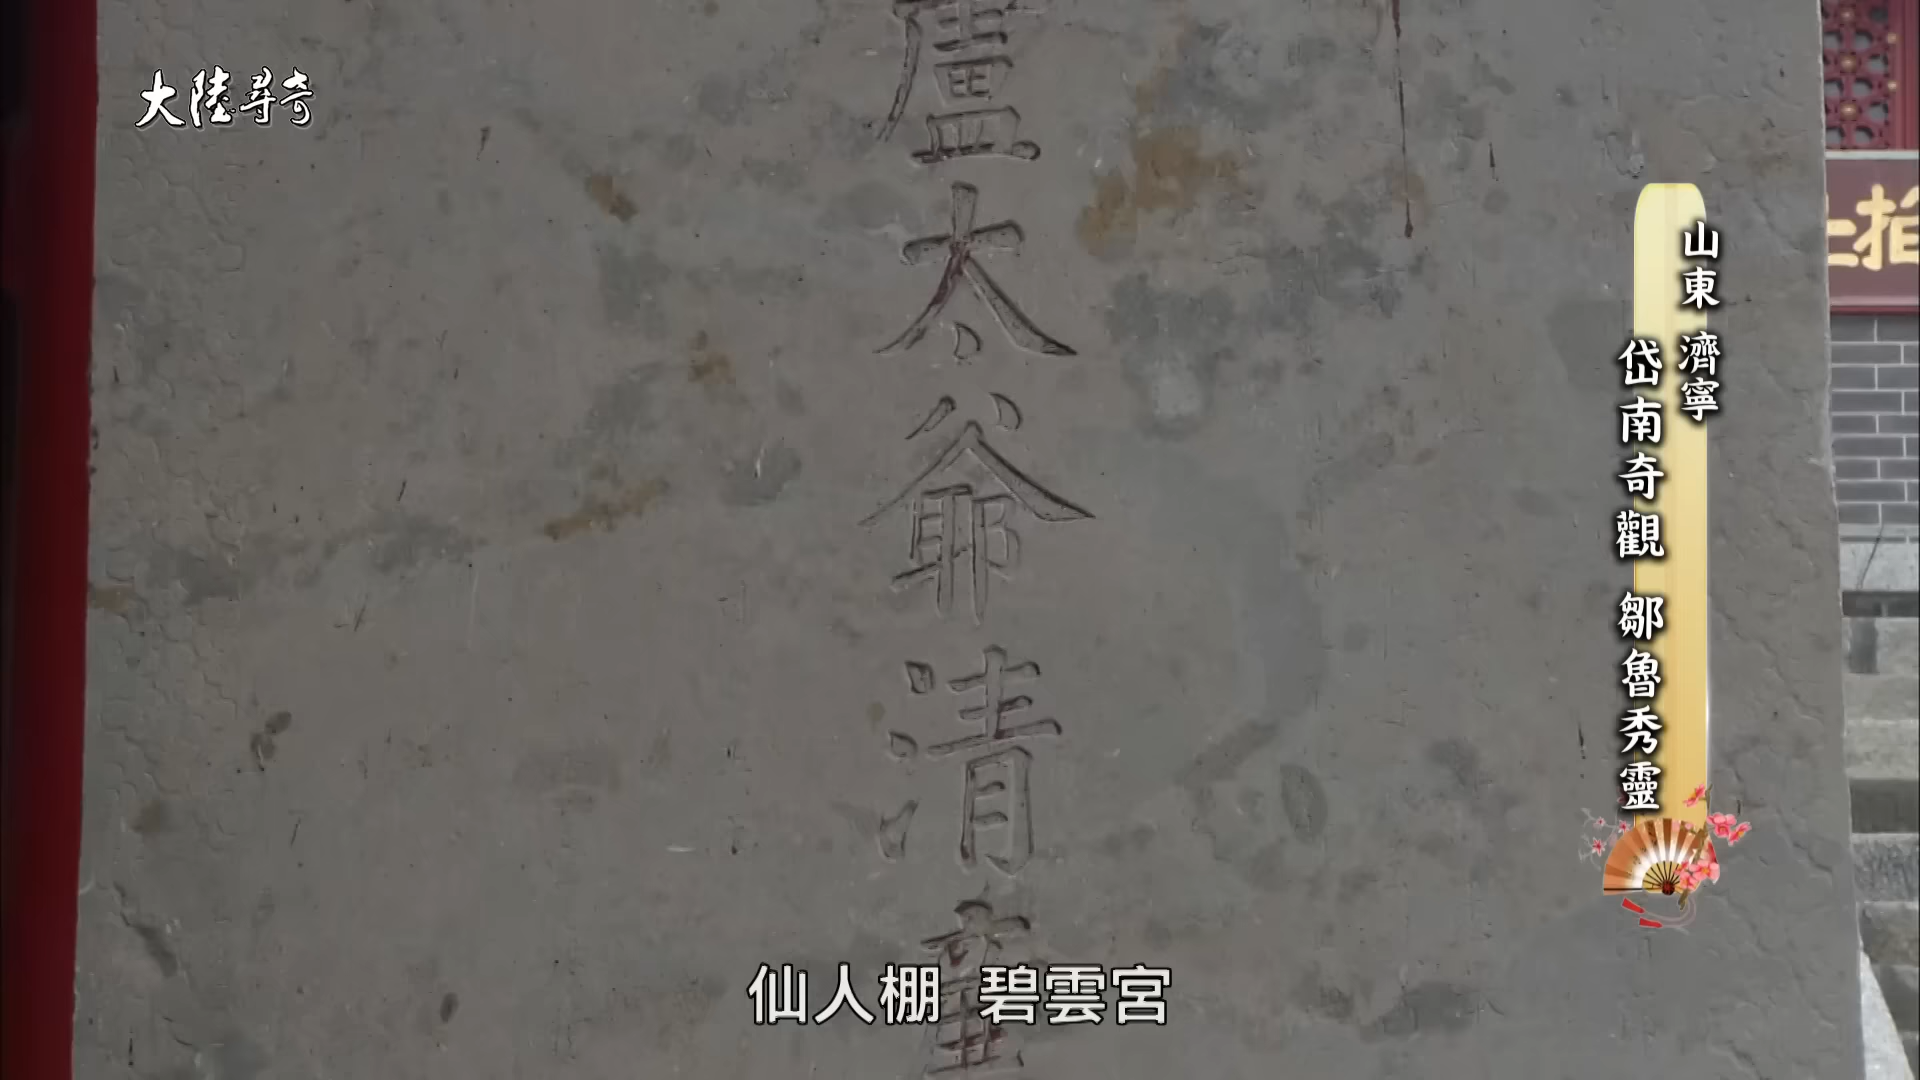 大陸尋奇
盧太爺清
山東 濟寧
岱南奇觀 鄒魯秀靈
仙人棚 碧雲宮